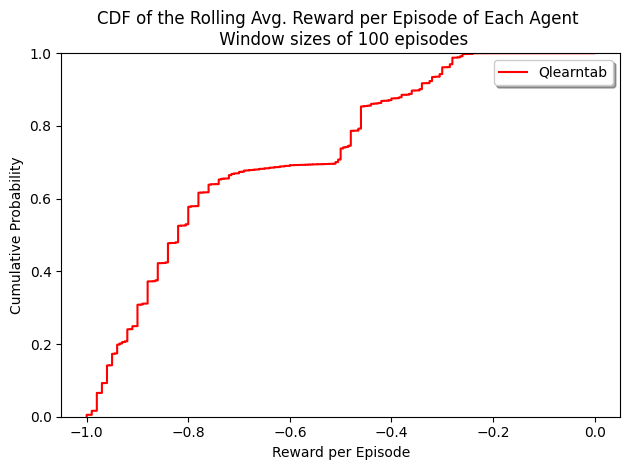 CDF of the Rolling Avg. Reward per Episode of Each Agent
Window sizes of 100 episodes
Qlearntab
Cumulative Probability
1.0
0.8
0.6
0.4
0.2
0.0
−1.0 −0.8 −0.6 −0.4 −0.2 0.0
Reward per Episode